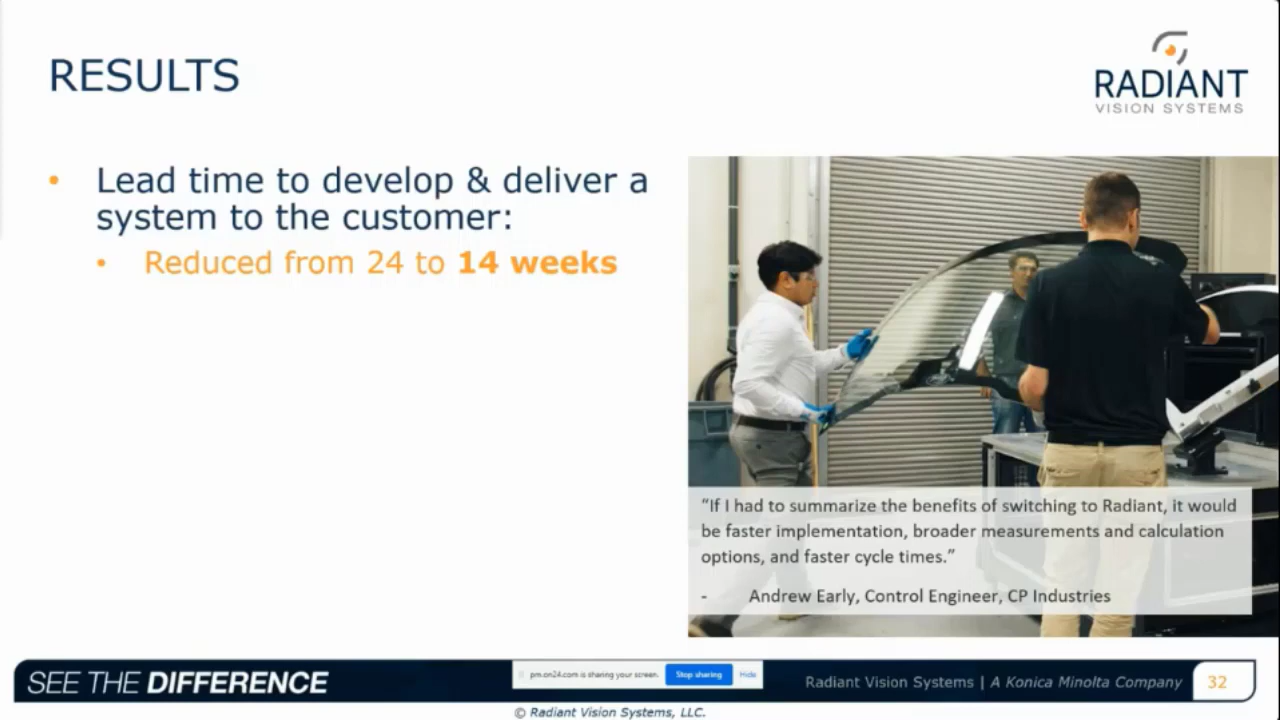 RESULTS
RADIANT
VISION SYSTEMS
• Lead time to develop & deliver a
system to the customer:
• Reduced from 24 to 14 weeks
“If I had to summarize the benefits of switching to Radiant, it would
be faster implementation, broader measurements and calculation
options, and faster cycle times.”
- Andrew Early, Control Engineer, CP Industries
SEE THE DIFFERENCE
pm.on24.com is sharing your screen.
Stop sharing
Hide
Radiant Vision Systems | A Konica Minolta Company
32
© Radiant Vision Systems, LLC.